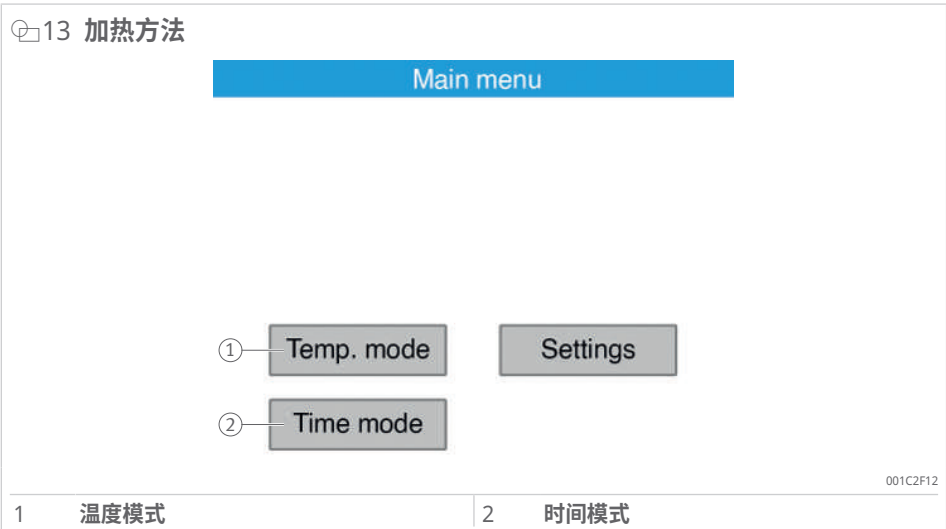 13 加热方法
Main menu
1 Temp. mode Settings
2 Time mode
001C2F12
1 温度模式 2 时间模式